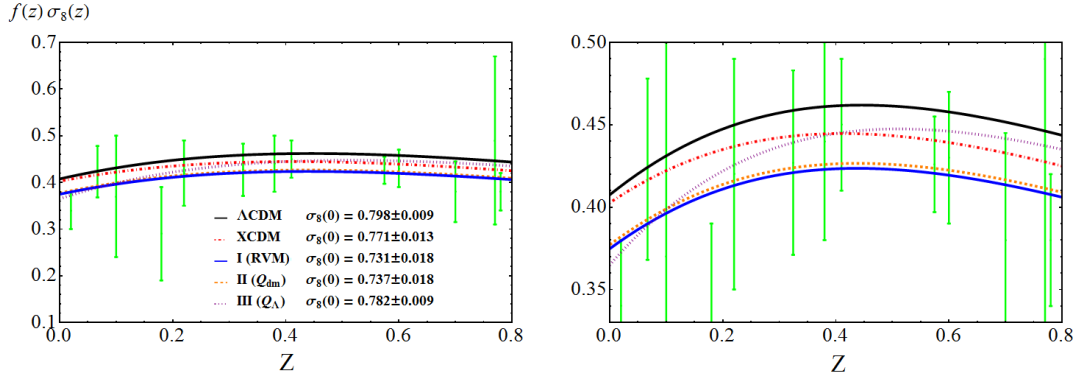 f(z) σ₈(z)
0.7
0.6
0.5
0.4
0.3
0.2
0.1
0.0 0.2 0.4 0.6 0.8
Z
ΛCDM σ₈(0) = 0.798±0.009
XCDM σ₈(0) = 0.771±0.013
I (RVM) σ₈(0) = 0.731±0.018
II (Q_dm) σ₈(0) = 0.737±0.018
III (Q_Λ) σ₈(0) = 0.782±0.009
0.50
0.45
0.40
0.35
0.0 0.2 0.4 0.6 0.8
Z